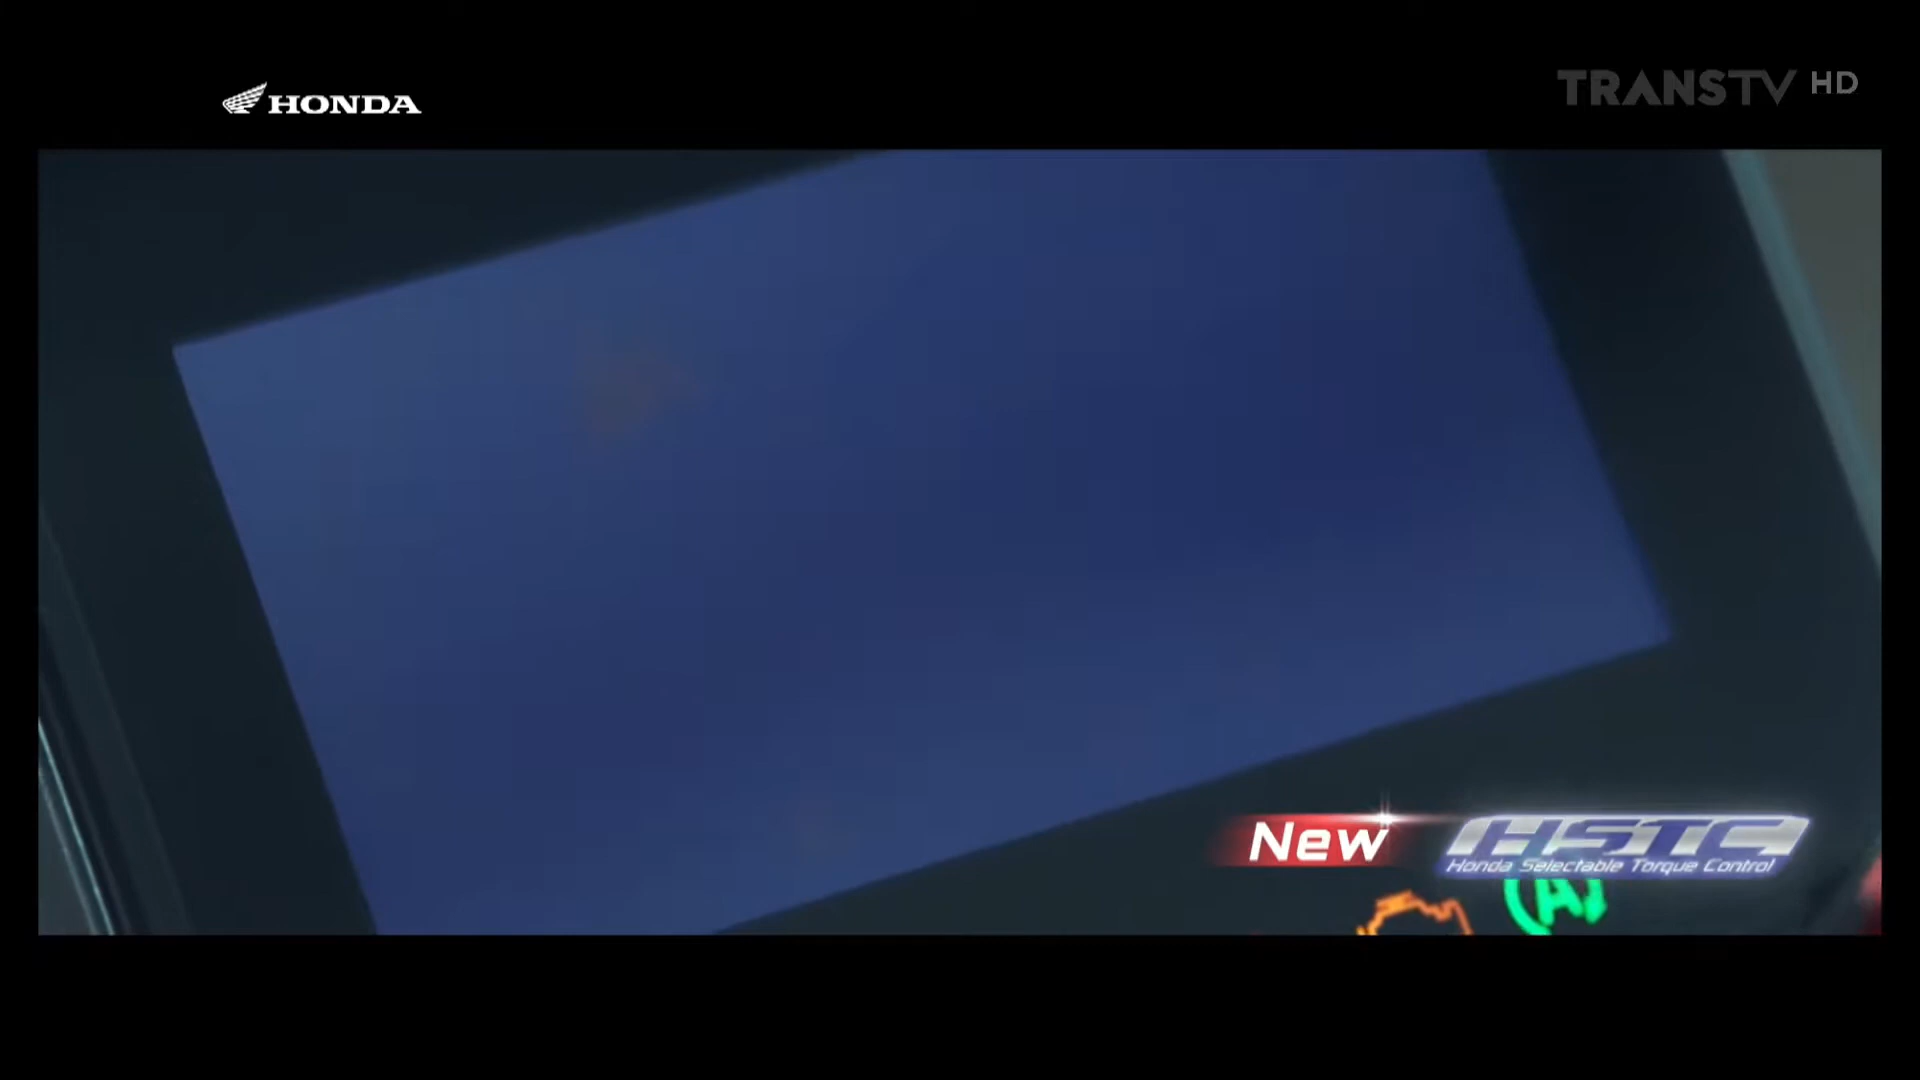 HONDA
TRANSTV HD
New
HSTC
Honda Selectable Torque Control
A